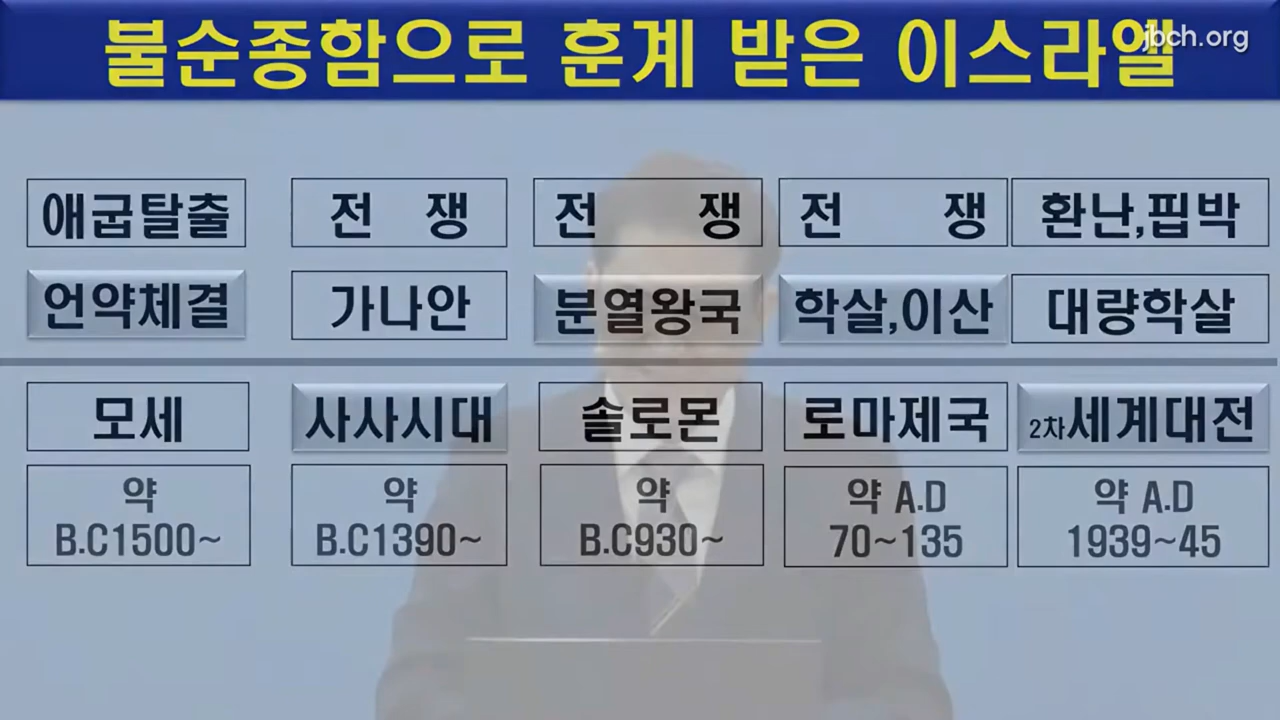 불순종함으로 훈계 받은 이스라엘
jbch.org
애굽탈출 전 쟁 전 쟁 전 쟁 환난,핍박
언약체결 가나안 분열왕국 학살,이산 대량학살
모세 사사시대 솔로몬 로마제국 2차세계대전
약 약 약 약 A.D 약 A.D
B.C1500~ B.C1390~ B.C930~ 70~135 1939~45